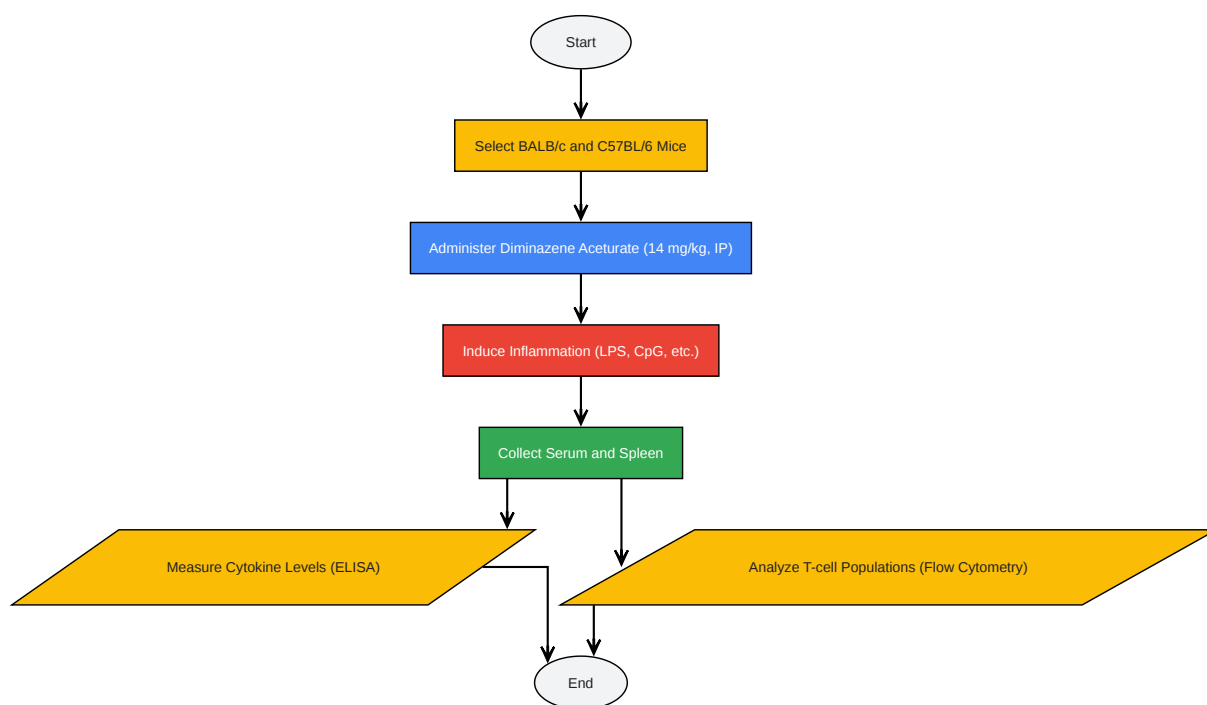 Start
Select BALB/c and C57BL/6 Mice
Administer Diminazene Aceturate (14 mg/kg, IP)
Induce Inflammation (LPS, CpG, etc.)
Collect Serum and Spleen
Measure Cytokine Levels (ELISA)
Analyze T-cell Populations (Flow Cytometry)
End